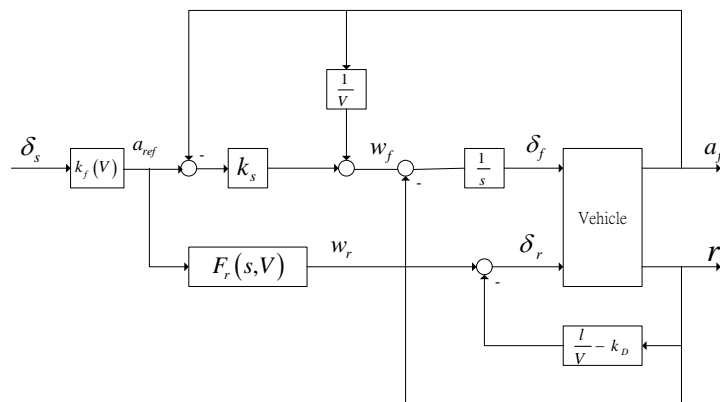 1/V
δ_s
k_f(V)
a_ref
-
k_s
w_f
-
1/s
δ_f
Vehicle
a_f
F_r(s,V)
w_r
-
δ_r
r
l/V − k_D